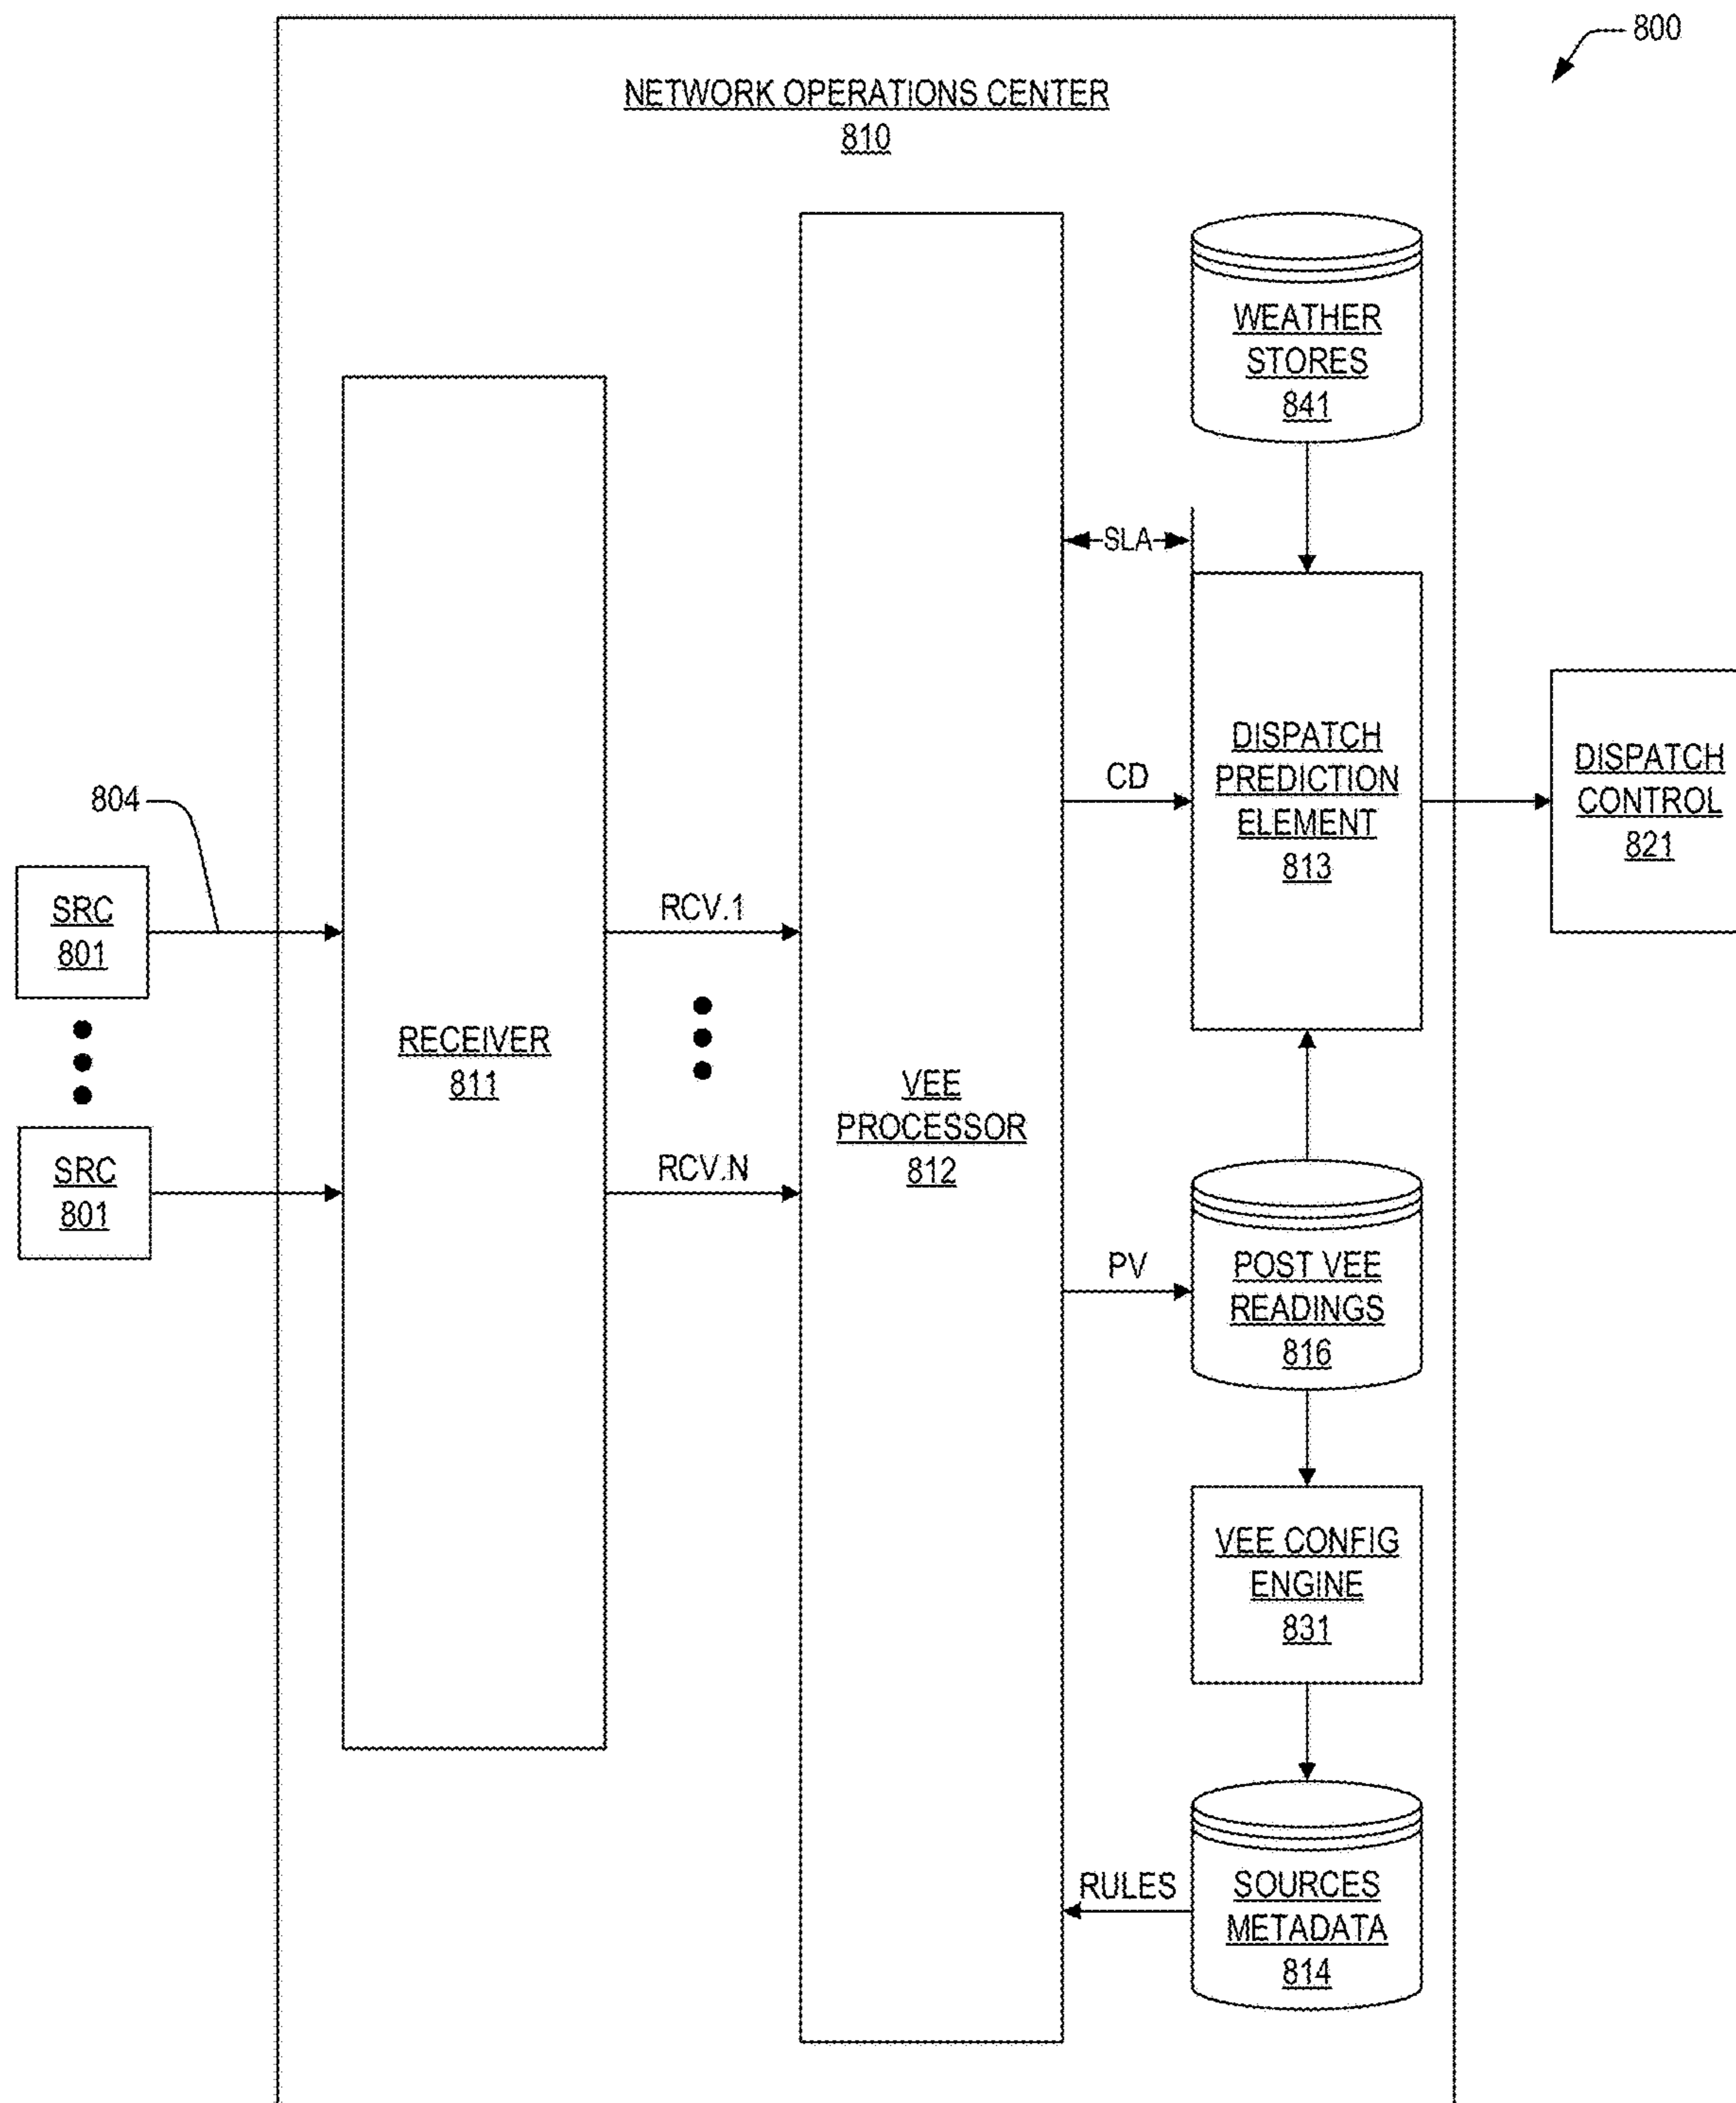 800
NETWORK OPERATIONS CENTER
810
WEATHER
STORES
841
SLA
DISPATCH
PREDICTION
ELEMENT
813
CD
DISPATCH
CONTROL
821
804
SRC
801
RCV.1
RECEIVER
811
VEE
PROCESSOR
812
SRC
801
RCV.N
PV
POST VEE
READINGS
816
VEE CONFIG
ENGINE
831
RULES
SOURCES
METADATA
814